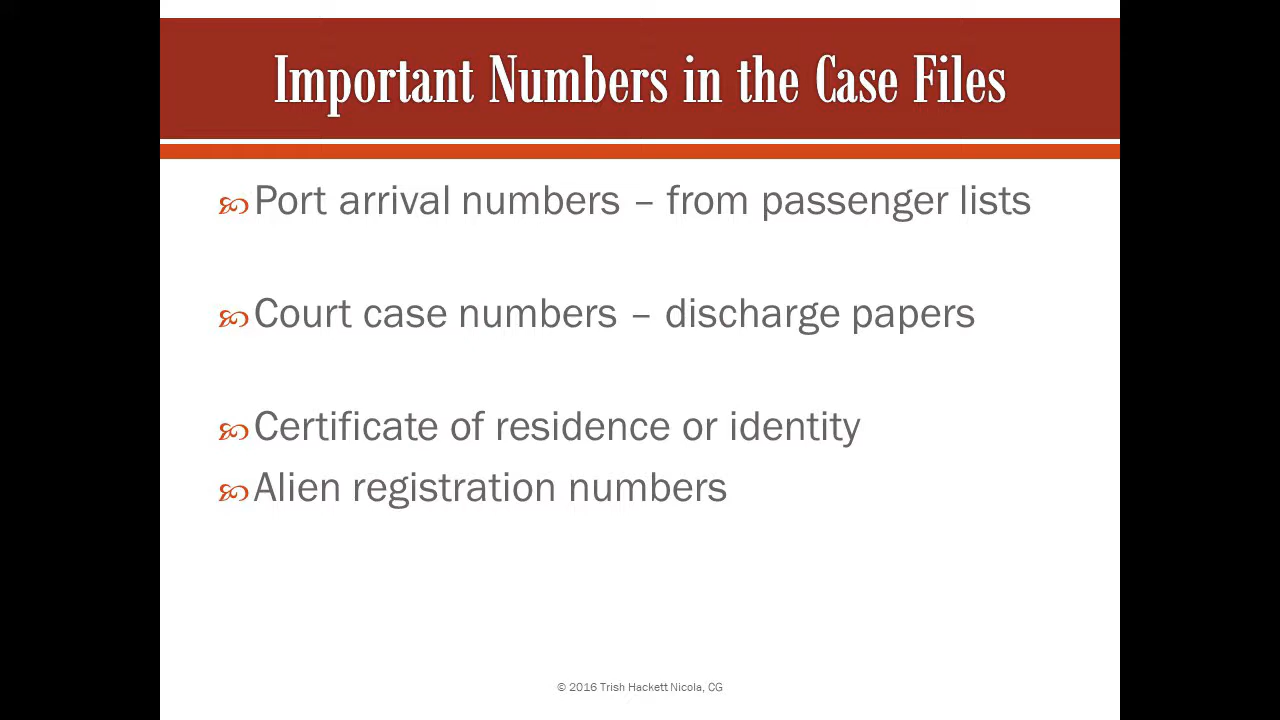 Important Numbers in the Case Files
Port arrival numbers – from passenger lists
Court case numbers – discharge papers
Certificate of residence or identity
Alien registration numbers
© 2016 Trish Hackett Nicola, CG